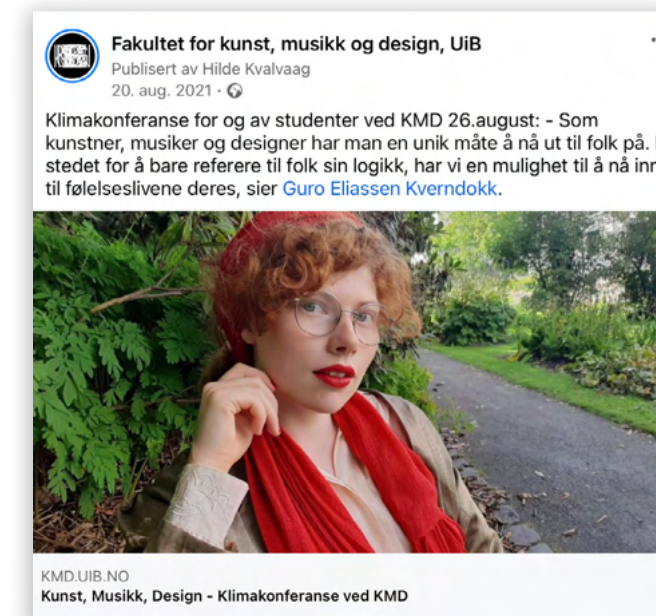 Fakultet for kunst, musikk og design, UiB
Publisert av Hilde Kvalvaag
20. aug. 2021 ·
Klimakonferanse for og av studenter ved KMD 26.august: - Som
kunstner, musiker og designer har man en unik måte å nå ut til folk på.
stedet for å bare referere til folk sin logikk, har vi en mulighet til å nå inn
til følelseslivene deres, sier Guro Eliassen Kverndokk.
KMD.UIB.NO
Kunst, Musikk, Design - Klimakonferanse ved KMD